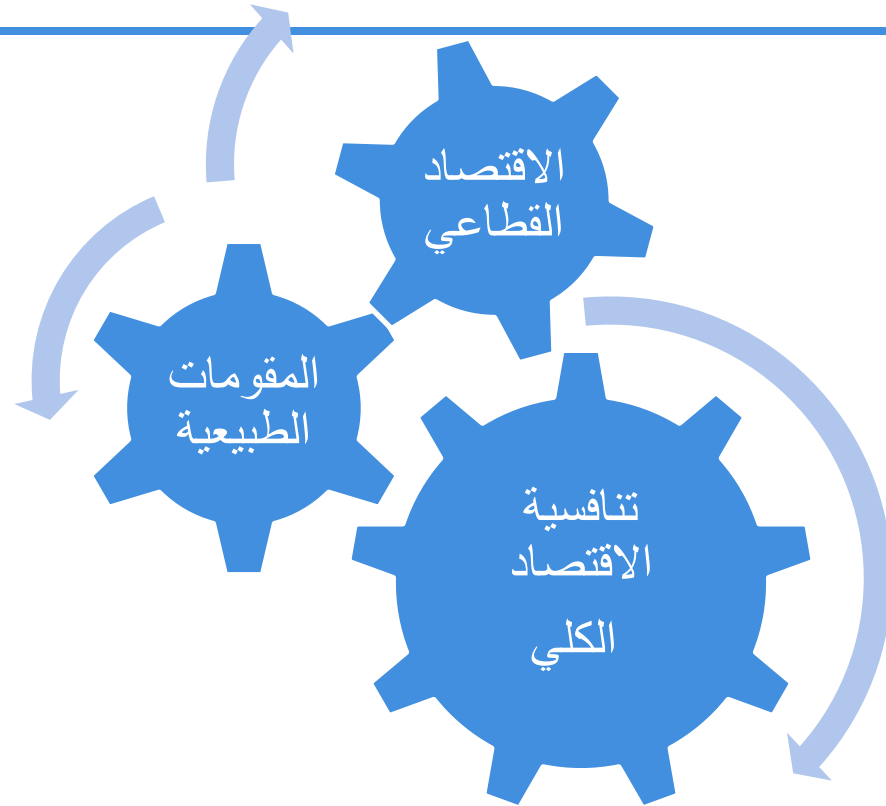 الاقتصاد
القطاعي
المقومات
الطبيعية
تنافسية
الاقتصاد
الكلي